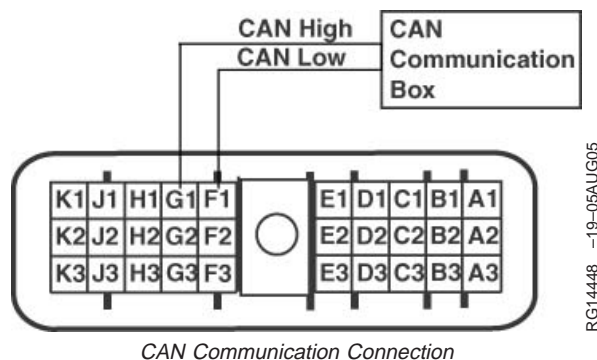 CAN High
CAN Low
CAN
Communication
Box
K1 J1 H1 G1 F1 E1 D1 C1 B1 A1
K2 J2 H2 G2 F2 E2 D2 C2 B2 A2
K3 J3 H3 G3 F3 E3 D3 C3 B3 A3
RG14448 –19–05AUG05
CAN Communication Connection